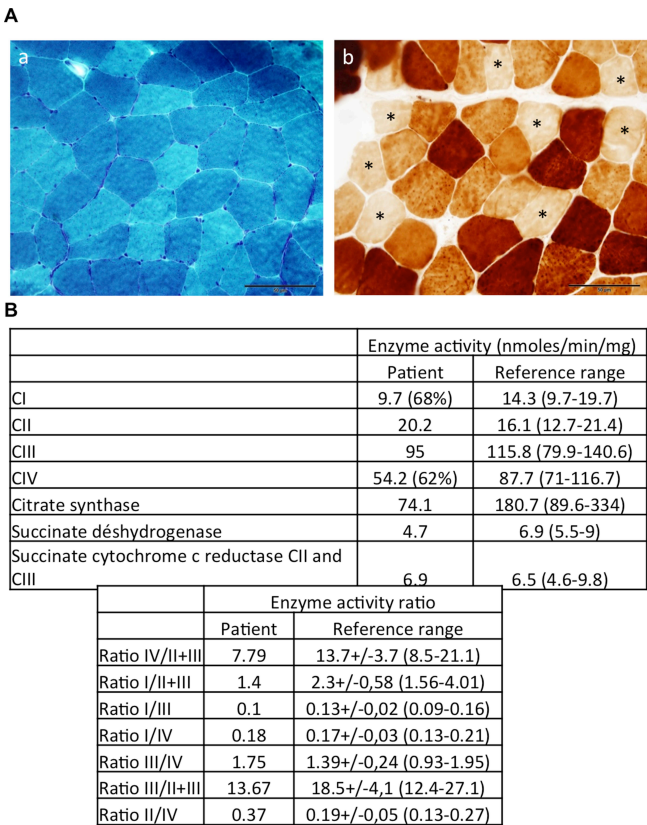 A
a
b
* *
* * *
*
* *
B
Enzyme activity (nmoles/min/mg)
Patient Reference range
CI 9.7 (68%) 14.3 (9.7-19.7)
CII 20.2 16.1 (12.7-21.4)
CIII 95 115.8 (79.9-140.6)
CIV 54.2 (62%) 87.7 (71-116.7)
Citrate synthase 74.1 180.7 (89.6-334)
Succinate déshydrogenase 4.7 6.9 (5.5-9)
Succinate cytochrome c reductase CII and
CIII 6.9 6.5 (4.6-9.8)
Enzyme activity ratio
Patient Reference range
Ratio IV/II+III 7.79 13.7+/-3.7 (8.5-21.1)
Ratio I/II+III 1.4 2.3+/-0,58 (1.56-4.01)
Ratio I/III 0.1 0.13+/-0,02 (0.09-0.16)
Ratio I/IV 0.18 0.17+/-0,03 (0.13-0.21)
Ratio III/IV 1.75 1.39+/-0,24 (0.93-1.95)
Ratio III/II+III 13.67 18.5+/-4,1 (12.4-27.1)
Ratio II/IV 0.37 0.19+/-0,05 (0.13-0.27)